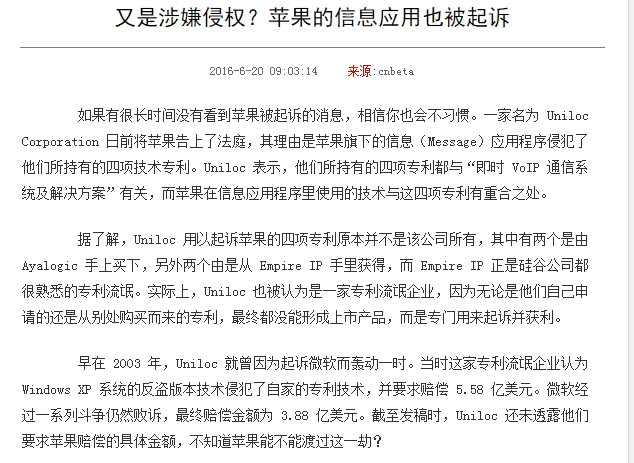 又是涉嫌侵权？苹果的信息应用也被起诉
2016-6-20 09:03:14 来源:cnbeta
如果有很长时间没有看到苹果被起诉的消息，相信你也会不习惯。一家名为 Uniloc
Corporation 日前将苹果告上了法庭，其理由是苹果旗下的信息（Message）应用程序侵犯了
他们所持有的四项技术专利。Uniloc 表示，他们所持有的四项专利都与“即时 VoIP 通信系
统及解决方案”有关，而苹果在信息应用程序里使用的技术与这四项专利有重合之处。
据了解，Uniloc 用以起诉苹果的四项专利原本并不是该公司所有，其中有两个是由
Ayalogic 手上买下，另外两个由是从 Empire IP 手里获得，而 Empire IP 正是硅谷公司都
很熟悉的专利流氓。实际上，Uniloc 也被认为是一家专利流氓企业，因为无论是他们自己申
请的还是从别处购买而来的专利，最终都没能形成上市产品，而是专门用来起诉并获利。
早在 2003 年，Uniloc 就曾因为起诉微软而轰动一时。当时这家专利流氓企业认为
Windows XP 系统的反盗版本技术侵犯了自家的专利技术，并要求赔偿 5.58 亿美元。微软经
过一系列斗争仍然败诉，最终赔偿金额为 3.88 亿美元。截至发稿时，Uniloc 还未透露他们
要求苹果赔偿的具体金额，不知道苹果能不能渡过这一劫？